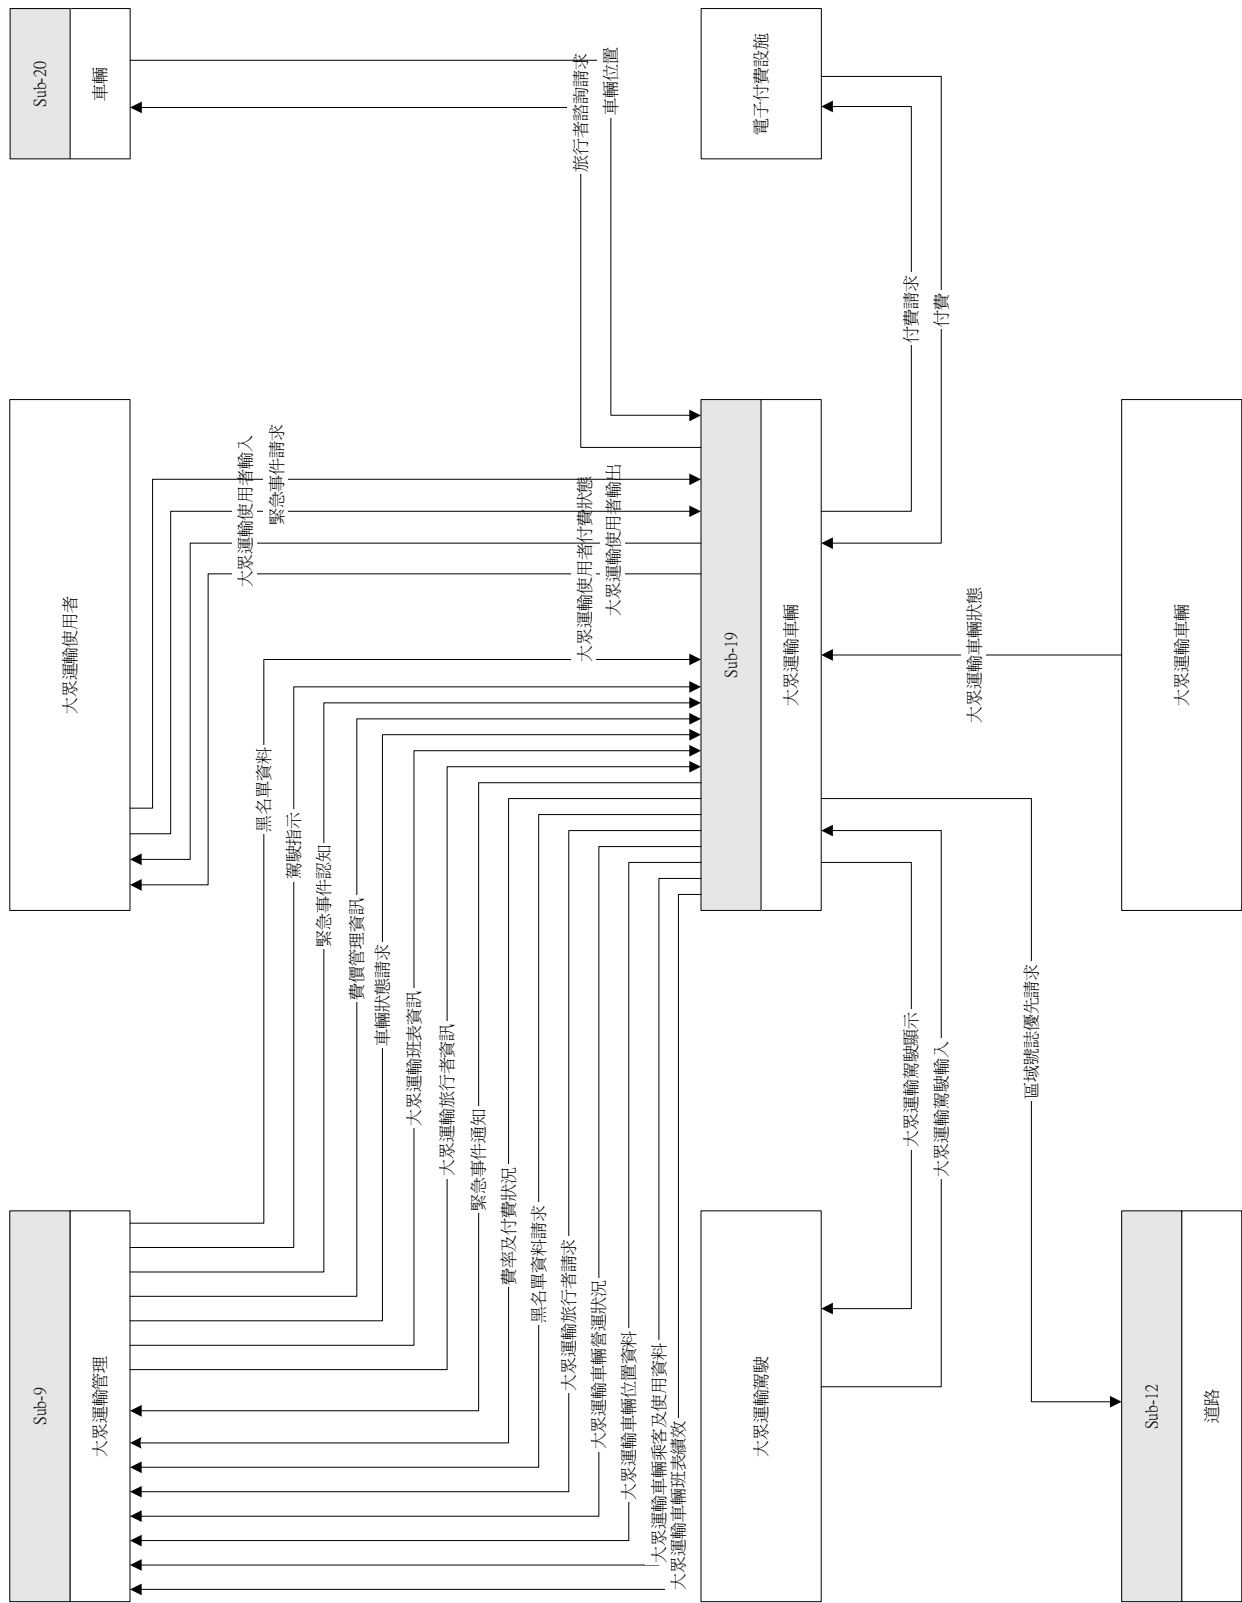 Sub-9
大眾運輸管理
大眾運輸使用者
Sub-20
車輛
黑名單資料
駕駛指示
緊急事件認知
費價管理資訊
車輛狀態請求
大眾運輸班表資訊
大眾運輸旅行者資訊
緊急事件通知
費率及付費狀況
黑名單資料請求
大眾運輸旅行者請求
大眾運輸車輛營運狀況
大眾運輸車輛位置資料
大眾運輸車輛乘客及使用資料
大眾運輸車輛班表績效
大眾運輸使用者輸入
緊急事件請求
大眾運輸使用者付費狀態
大眾運輸使用者輸出
旅行者諮詢請求
車輛位置
大眾運輸駕駛
Sub-19
大眾運輸車輛
電子付費設施
大眾運輸駕駛顯示
大眾運輸駕駛輸入
付費請求
付費
大眾運輸車輛狀態
區域號誌優先請求
Sub-12
道路
大眾運輸車輛